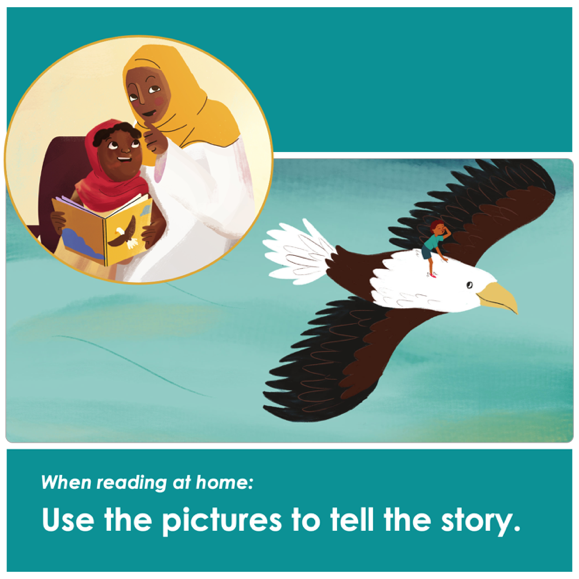 When reading at home:
Use the pictures to tell the story.